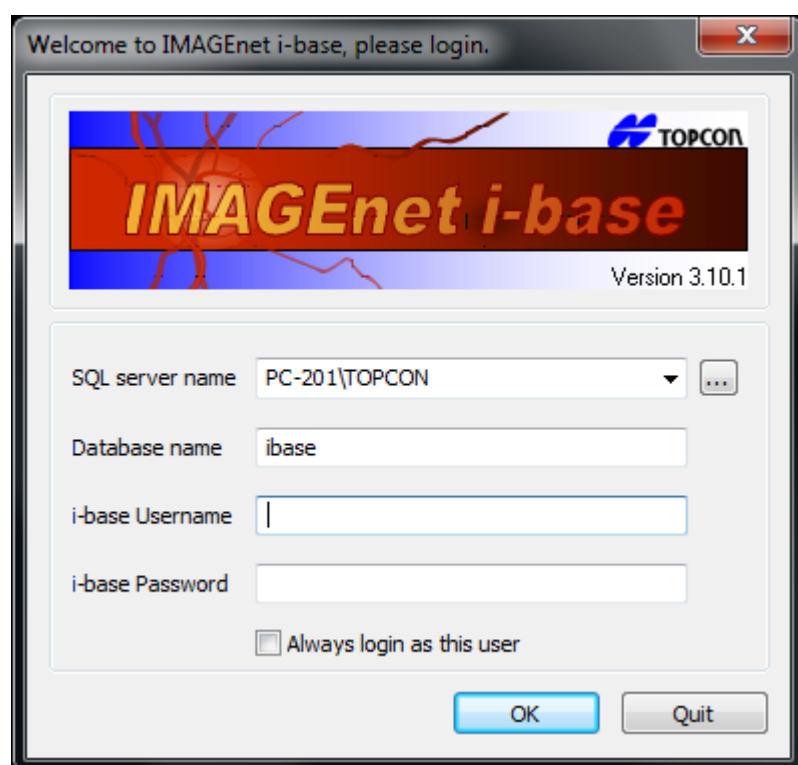 Welcome to IMAGEnet i-base, please login.
TOPCON
IMAGEnet i-base
Version 3.10.1
SQL server name PC-201\TOPCON ...
Database name ibase
i-base Username
i-base Password
Always login as this user
OK Quit